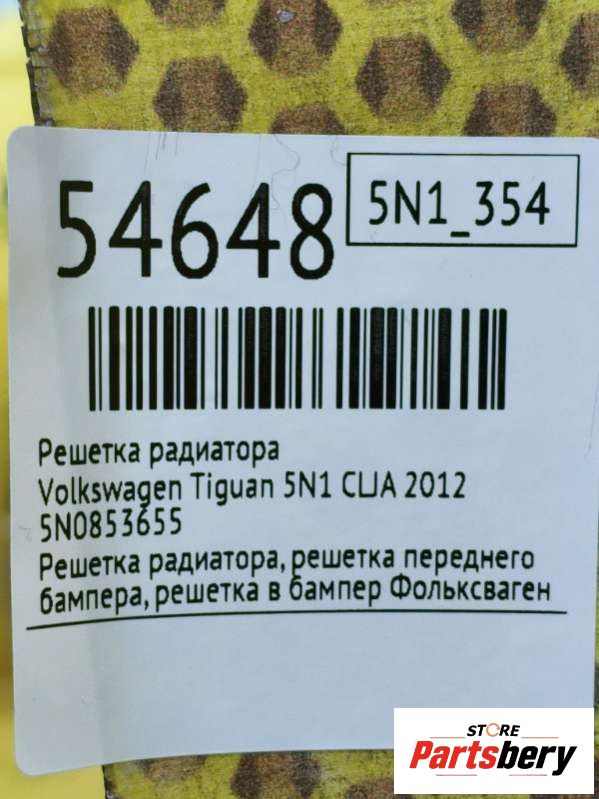 54648
5N1_354
Решетка радиатора
Volkswagen Tiguan 5N1 CLJA 2012
5N0853655
Решетка радиатора, решетка переднего
бампера, решетка в бампер Фольксваген
STORE
Partsbery